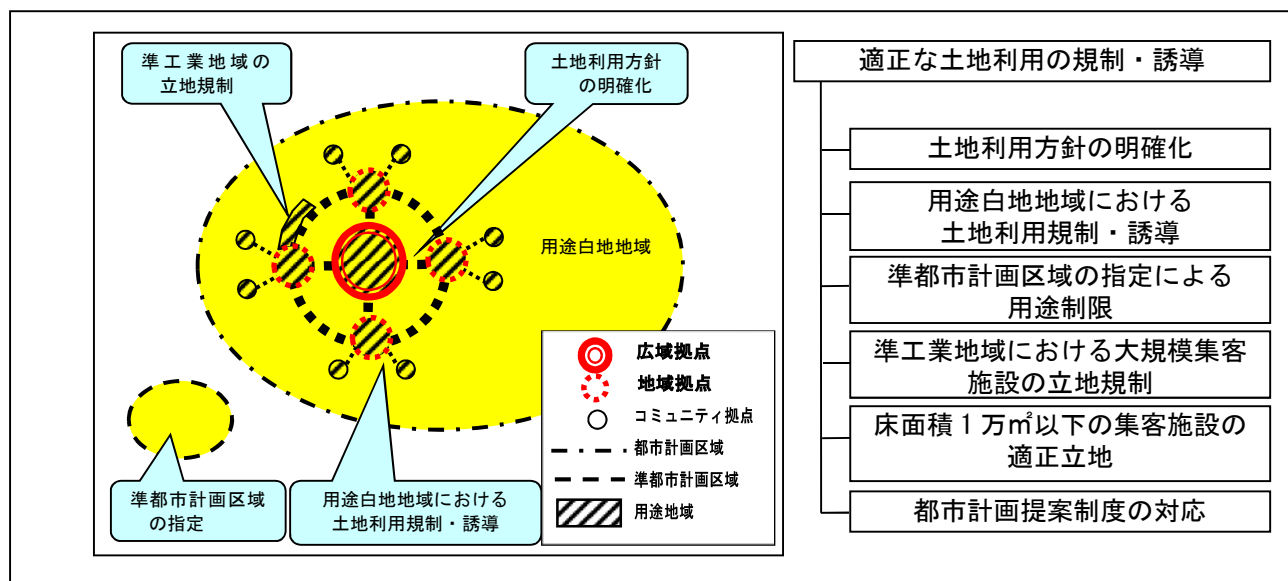 準工業地域の
立地規制
土地利用方針
の明確化
用途白地地域
広域拠点
地域拠点
コミュニティ拠点
都市計画区域
準都市計画区域
用途地域
準都市計画区域
の指定
用途白地地域における
土地利用規制・誘導
適正な土地利用の規制・誘導
土地利用方針の明確化
用途白地地域における
土地利用規制・誘導
準都市計画区域の指定による
用途制限
準工業地域における大規模集客
施設の立地規制
床面積1万㎡以下の集客施設の
適正立地
都市計画提案制度の対応